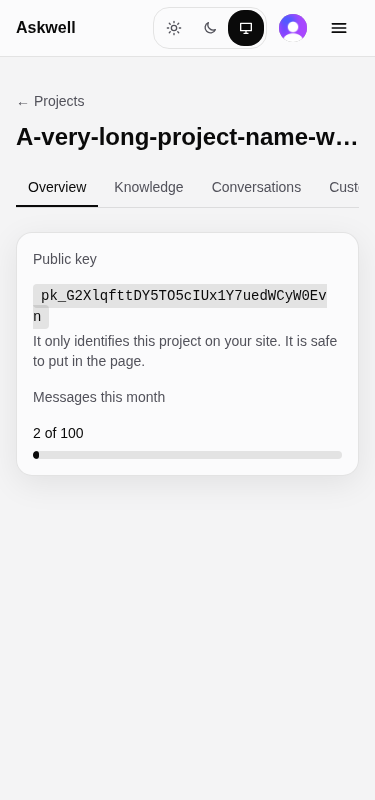 Askwell
← Projects
A-very-long-project-name-w…
Overview Knowledge Conversations Cust
Public key
pk_G2XlqfttDY5TO5cIUx1Y7uedWCyW0Ev
n
It only identifies this project on your site. It is safe
to put in the page.
Messages this month
2 of 100